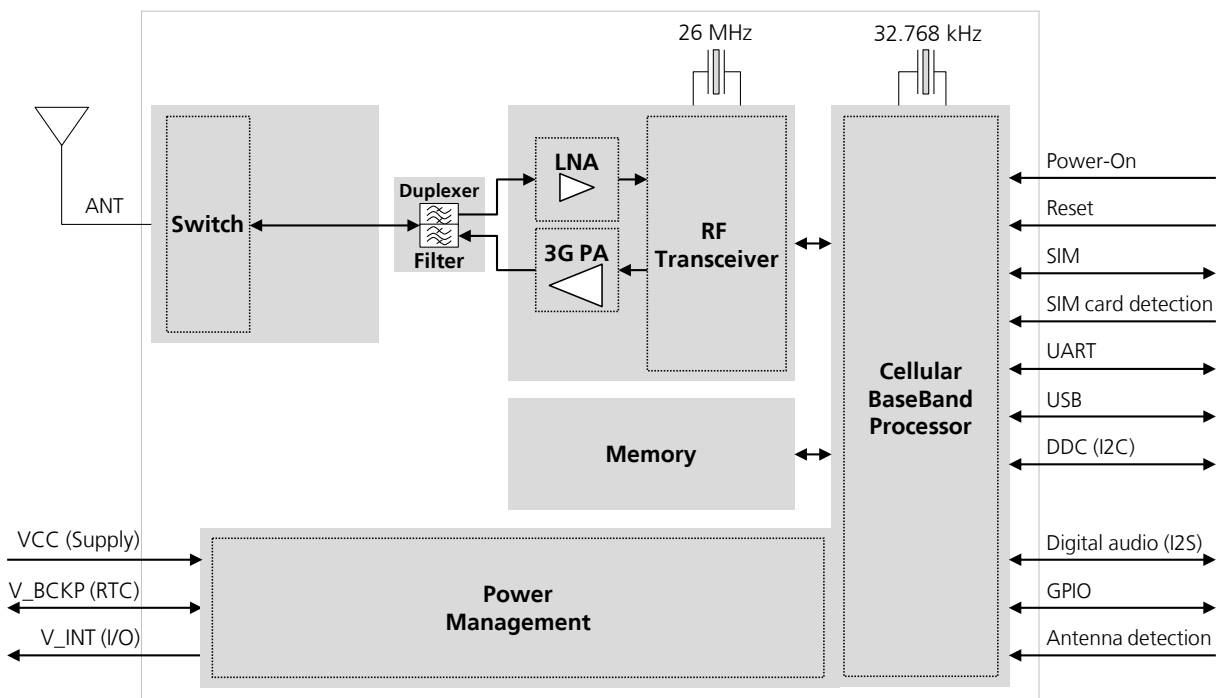 26 MHz
32.768 kHz
ANT
Switch
Duplexer
Filter
LNA
3G PA
RF
Transceiver
Cellular
BaseBand
Processor
Memory
Power
Management
Power-On
Reset
SIM
SIM card detection
UART
USB
DDC (I2C)
Digital audio (I2S)
GPIO
Antenna detection
VCC (Supply)
V_BCKP (RTC)
V_INT (I/O)